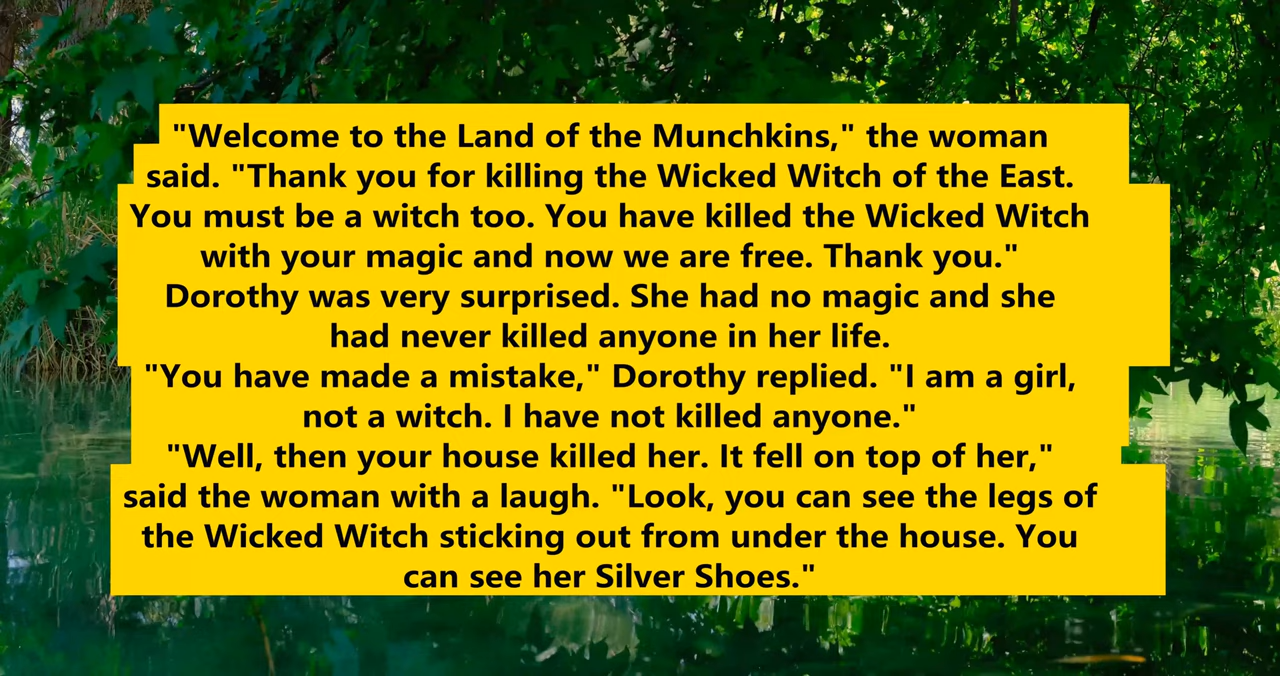 "Welcome to the Land of the Munchkins," the woman
said. "Thank you for killing the Wicked Witch of the East.
You must be a witch too. You have killed the Wicked Witch
with your magic and now we are free. Thank you."
Dorothy was very surprised. She had no magic and she
had never killed anyone in her life.
"You have made a mistake," Dorothy replied. "I am a girl,
not a witch. I have not killed anyone."
"Well, then your house killed her. It fell on top of her,"
said the woman with a laugh. "Look, you can see the legs of
the Wicked Witch sticking out from under the house. You
can see her Silver Shoes."